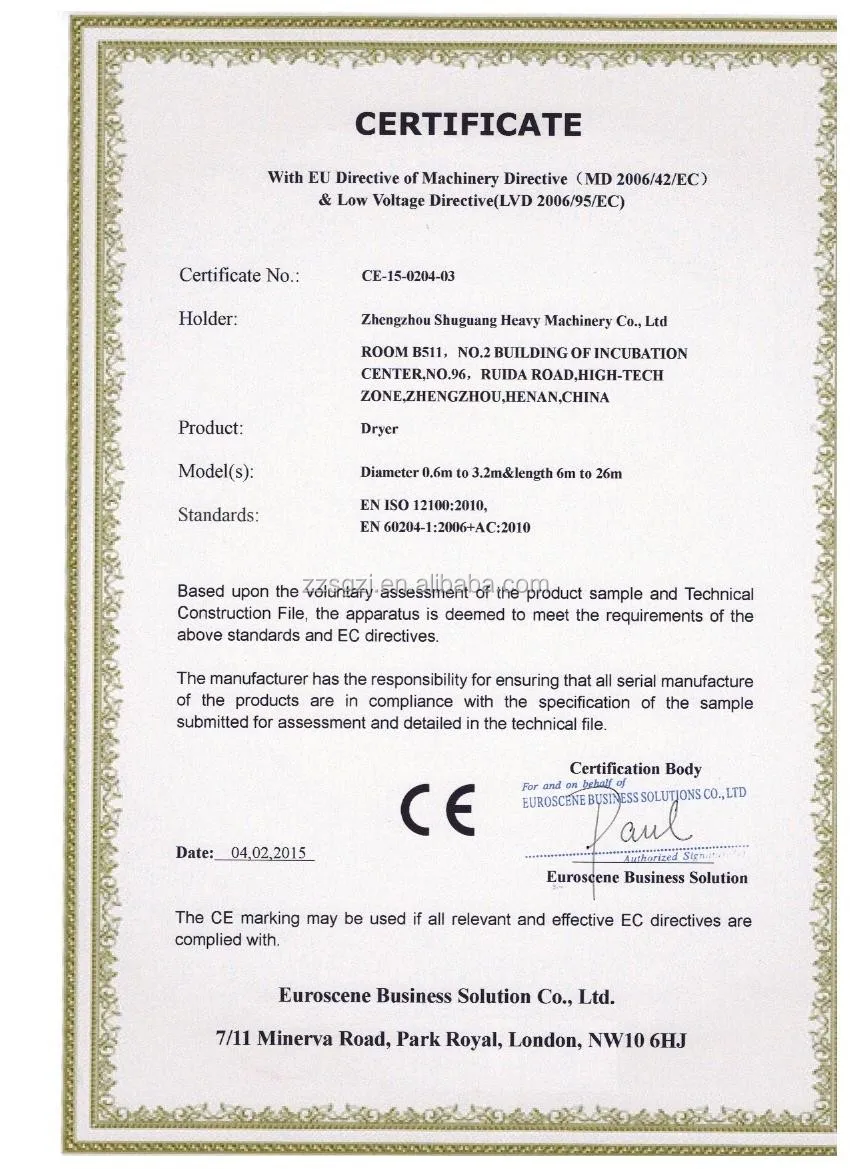 CERTIFICATE
With EU Directive of Machinery Directive（MD 2006/42/EC）
& Low Voltage Directive(LVD 2006/95/EC)
Certificate No.: CE-15-0204-03
Holder: Zhengzhou Shuguang Heavy Machinery Co., Ltd
ROOM B511，NO.2 BUILDING OF INCUBATION
CENTER,NO.96，RUIDA ROAD,HIGH-TECH
ZONE,ZHENGZHOU,HENAN,CHINA
Product: Dryer
Model(s): Diameter 0.6m to 3.2m&length 6m to 26m
Standards: EN ISO 12100:2010,
EN 60204-1:2006+AC:2010
zzsgzj.en.alibaba.com
Based upon the voluntary assessment of the product sample and Technical
Construction File, the apparatus is deemed to meet the requirements of the
above standards and EC directives.
The manufacturer has the responsibility for ensuring that all serial manufacture
of the products are in compliance with the specification of the sample
submitted for assessment and detailed in the technical file.
Certification Body
For and on behalf of
EUROSCENE BUSINESS SOLUTIONS CO., LTD
CE
Paul
Authorized
Date: 04,02,2015
Euroscene Business Solution
The CE marking may be used if all relevant and effective EC directives are
complied with.
Euroscene Business Solution Co., Ltd.
7/11 Minerva Road, Park Royal, London, NW10 6HJ